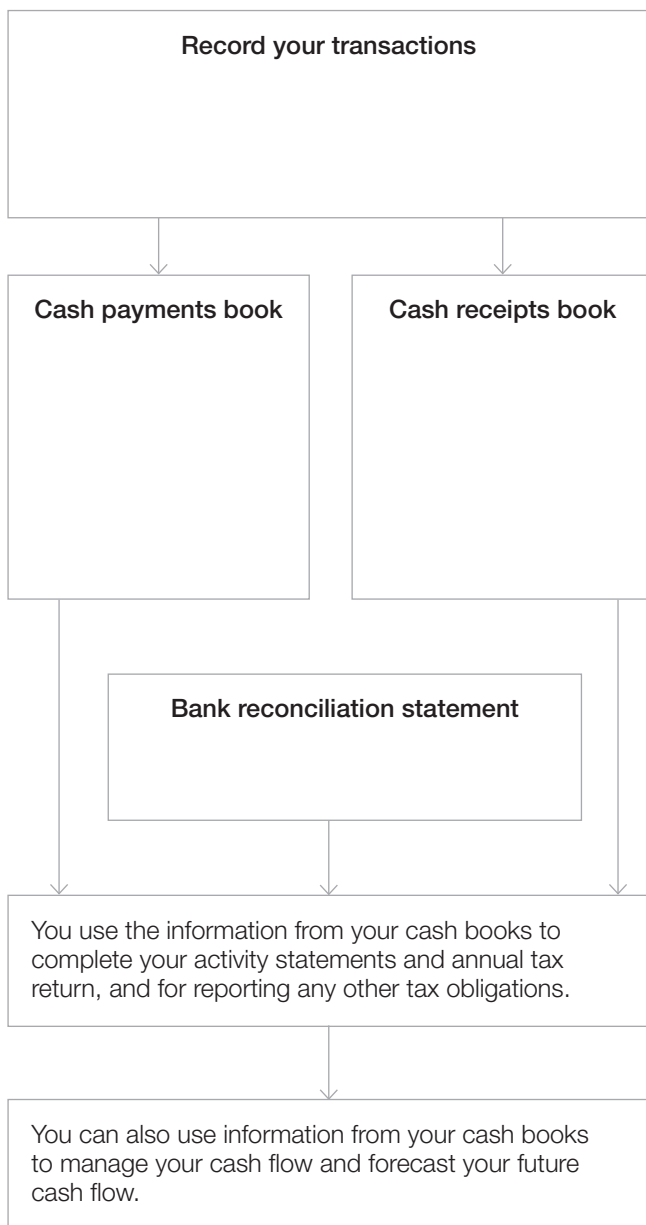 Record your transactions
Cash payments book
Cash receipts book
Bank reconciliation statement
You use the information from your cash books to
complete your activity statements and annual tax
return, and for reporting any other tax obligations.
You can also use information from your cash books
to manage your cash flow and forecast your future
cash flow.